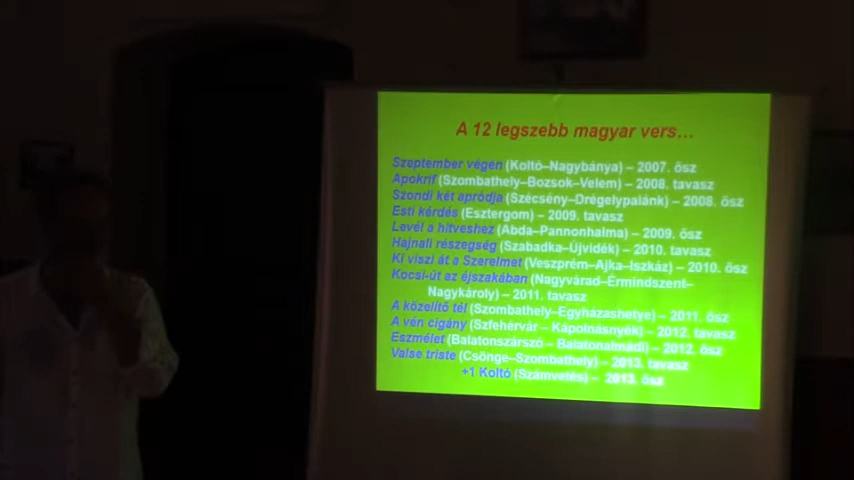 A 12 legszebb magyar vers...
Szeptember végén (Koltó–Nagybánya) – 2007. ősz
Apokrif (Szombathely–Bozsok–Velem) – 2008. tavasz
Szondi két apródja (Szécsény–Drégelypalánk) – 2008. ősz
Esti kérdés (Esztergom) – 2009. tavasz
Levél a hitveshez (Abda–Pannonhalma) – 2009. ősz
Hajnali részegség (Szabadka–Újvidék) – 2010. tavasz
Ki viszi át a Szerelmet (Veszprém–Ajka–Iszkáz) – 2010. ősz
Kocsi-út az éjszakában (Nagyvárad–Érmindszent–
Nagykároly) – 2011. tavasz
A közelítő tél (Szombathely–Egyházashetye) – 2011. ősz
A vén cigány (Szfehérvár – Kápolnásnyék) – 2012. tavasz
Eszmélet (Balatonszárszó – Balatonalmádi) – 2012. ősz
Valse triste (Csönge–Szombathely) – 2013. tavasz
+1 Koltó (Számvetés) – 2013. ősz